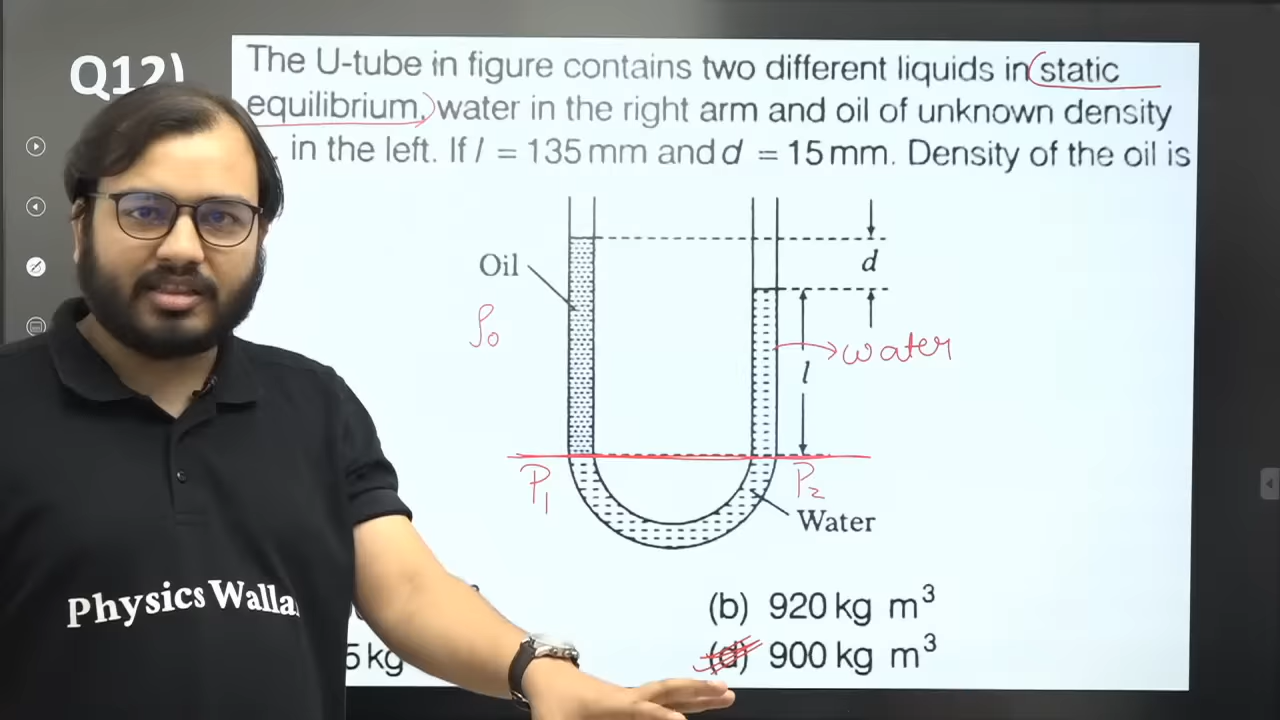 Q12)
The U-tube in figure contains two different liquids in static
equilibrium, water in the right arm and oil of unknown density
in the left. If l = 135 mm and d = 15 mm. Density of the oil is
d
Oil
ρ₀
water
l
P₁ P₂
Water
(b) 920 kg m³
5 kg (d) 900 kg m³
Physics Walla